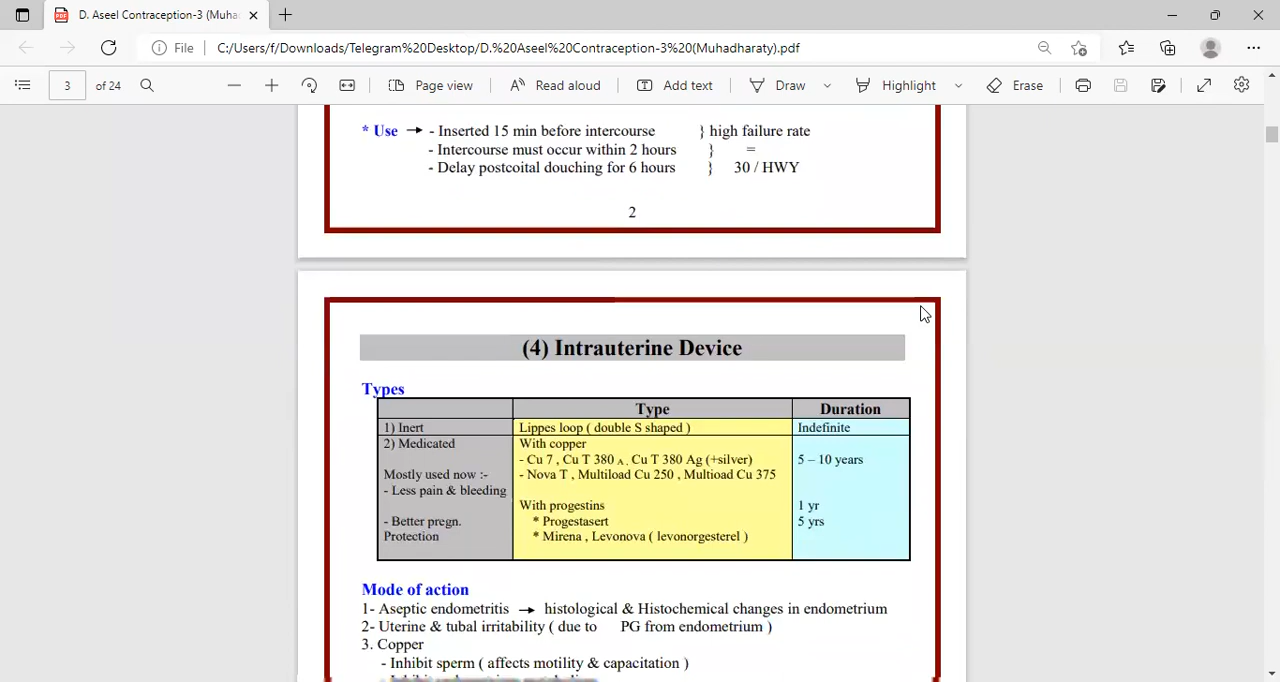 D. Aseel Contraception-3 (Muha
File C:/Users/f/Downloads/Telegram%20Desktop/D.%20Aseel%20Contraception-3%20(Muhadharaty).pdf
3 of 24 Page view Read aloud Add text Draw Highlight Erase
* Use → - Inserted 15 min before intercourse } high failure rate
- Intercourse must occur within 2 hours } =
- Delay postcoital douching for 6 hours } 30 / HWY
2
(4) Intrauterine Device
Types
Type Duration
1) Inert Lippes loop ( double S shaped ) Indefinite
2) Medicated With copper
- Cu 7 , Cu T 380 A , Cu T 380 Ag (+silver) 5 – 10 years
Mostly used now :- - Nova T , Multiload Cu 250 , Multioad Cu 375
- Less pain & bleeding
With progestins 1 yr
- Better pregn. * Progestasert 5 yrs
Protection * Mirena , Levonova ( levonorgesterel )
Mode of action
1- Aseptic endometritis → histological & Histochemical changes in endometrium
2- Uterine & tubal irritability ( due to PG from endometrium )
3. Copper
- Inhibit sperm ( affects motility & capacitation )